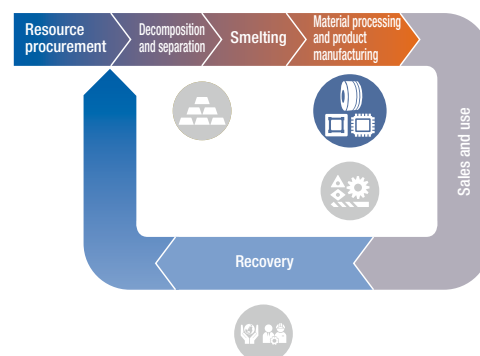 Resource
procurement
Decomposition
and separation
Smelting
Material processing
and product
manufacturing
Sales and use
Recovery